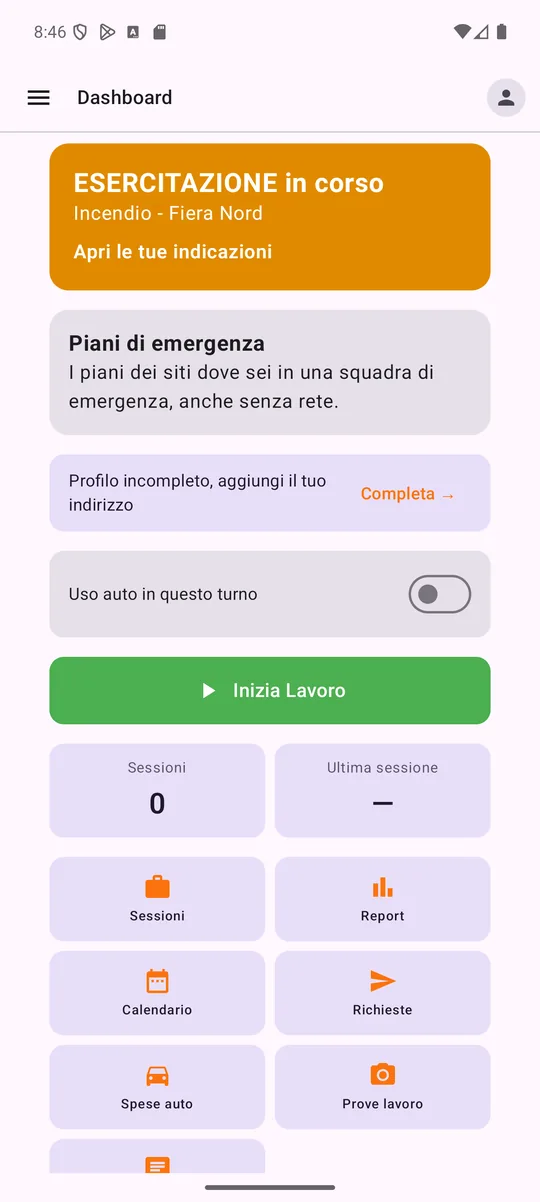 8:46
Dashboard
ESERCITAZIONE in corso
Incendio - Fiera Nord
Apri le tue indicazioni
Piani di emergenza
I piani dei siti dove sei in una squadra di
emergenza, anche senza rete.
Profilo incompleto, aggiungi il tuo
indirizzo
Completa →
Uso auto in questo turno
Inizia Lavoro
Sessioni
0
Ultima sessione
—
Sessioni
Report
Calendario
Richieste
Spese auto
Prove lavoro